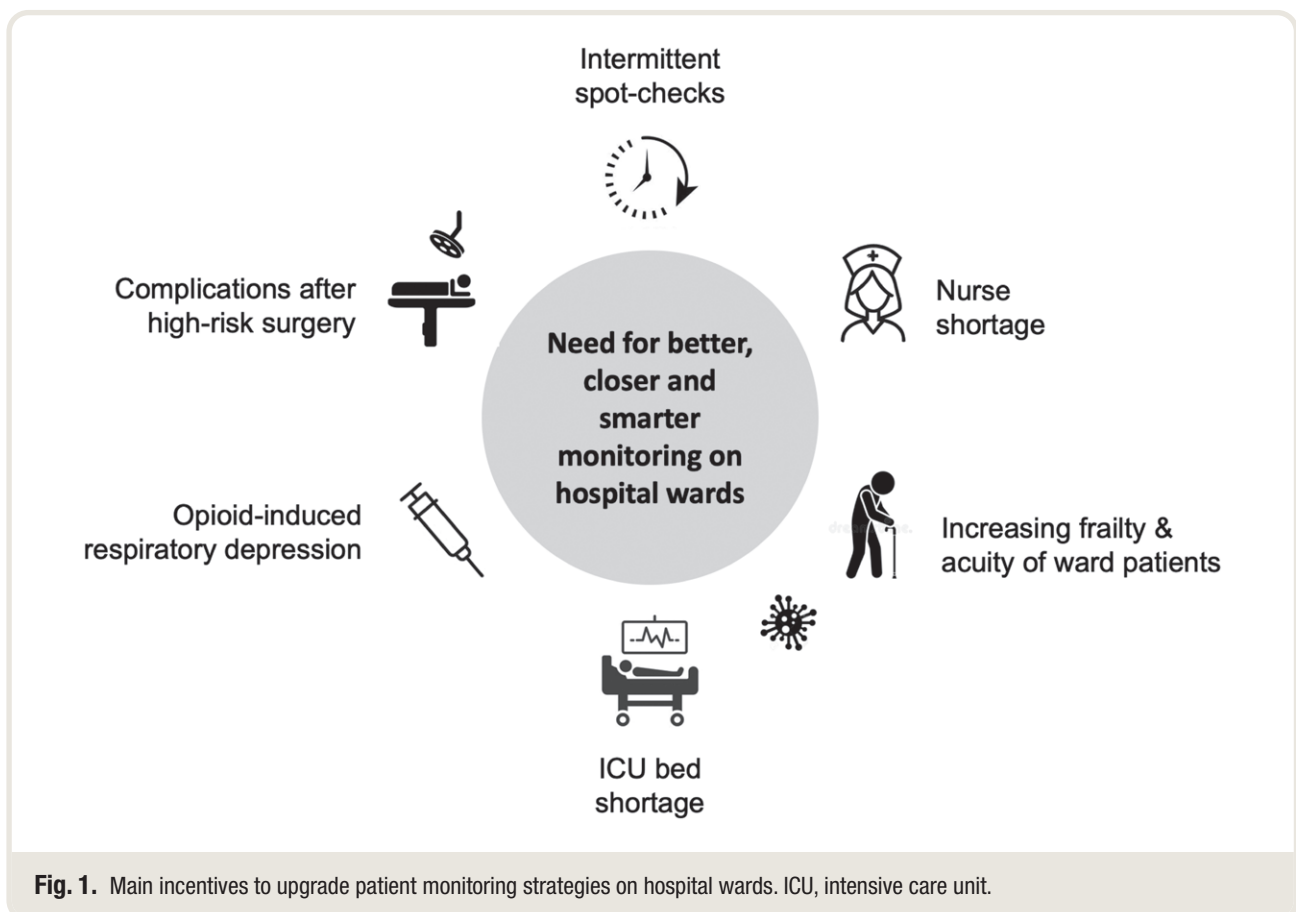 Intermittent
spot-checks
Complications after
high-risk surgery
Nurse
shortage
Need for better,
closer and
smarter
monitoring on
hospital wards
Opioid-induced
respiratory depression
Increasing frailty &
acuity of ward patients
ICU bed
shortage
Fig. 1. Main incentives to upgrade patient monitoring strategies on hospital wards. ICU, intensive care unit.